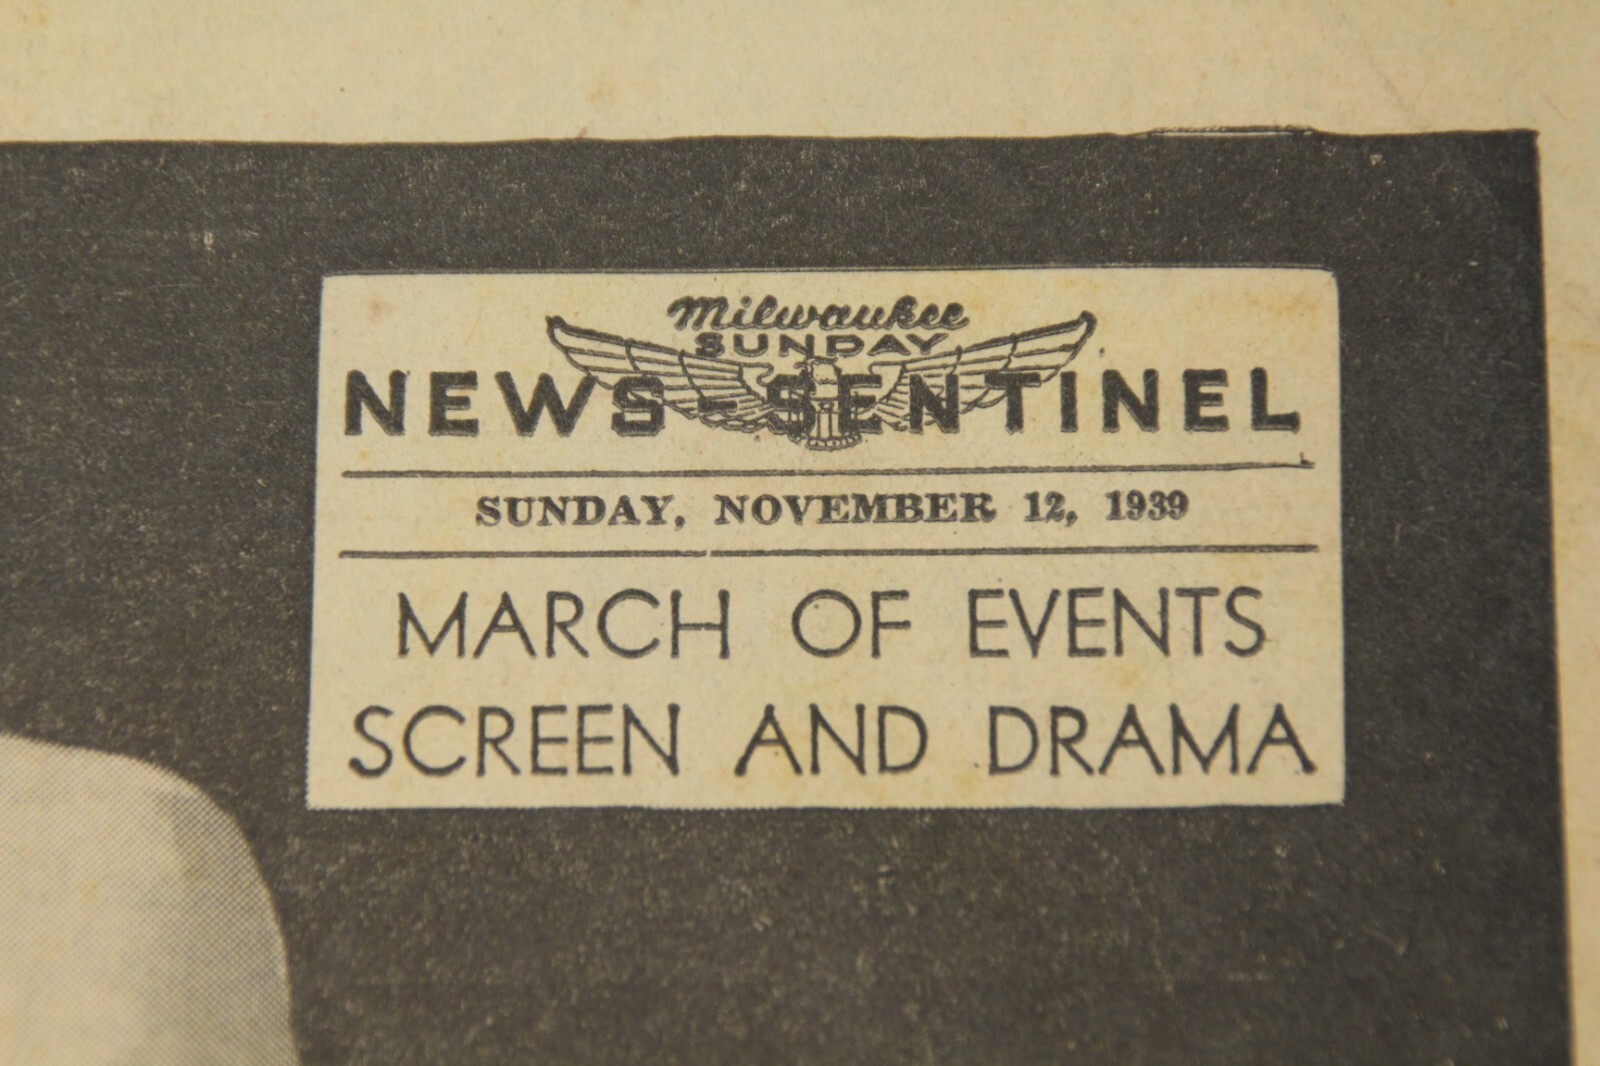 Milwaukee
SUNDAY
NEWS-SENTINEL
SUNDAY, NOVEMBER 12, 1939
MARCH OF EVENTS
SCREEN AND DRAMA